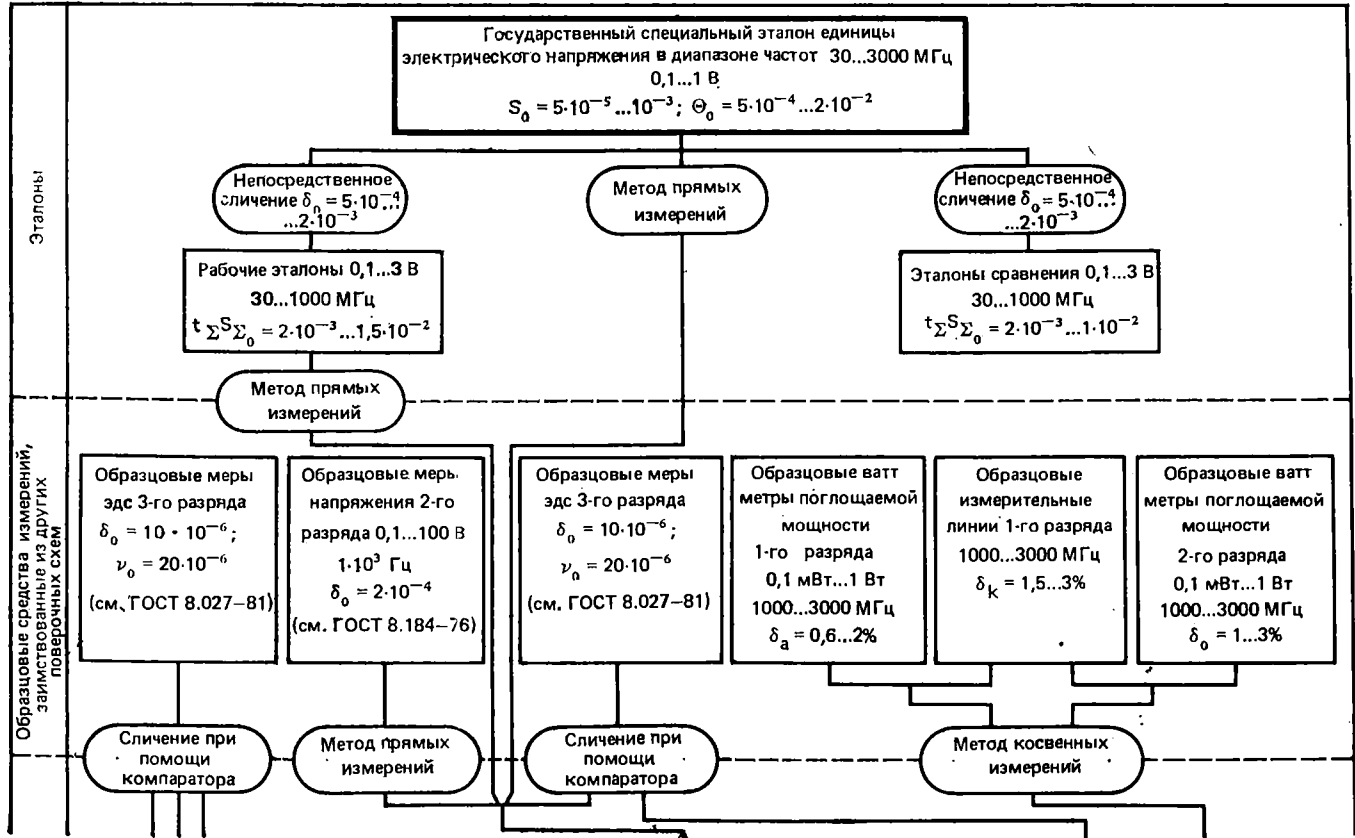 Государственный специальный эталон единицы
электрического напряжения в диапазоне частот 30...3000 МГц
0,1...1 В
S₀ = 5·10⁻⁵...10⁻³; Θ₀ = 5·10⁻⁴...2·10⁻²
Эталоны
Непосредственное
сличение δ₀ = 5·10⁻⁴...
...2·10⁻³
Метод прямых
измерений
Непосредственное
сличение δ₀ = 5·10⁻⁴...
...2·10⁻³
Рабочие эталоны 0,1...3 В
30...1000 МГц
t_Σ S_Σ₀ = 2·10⁻³...1,5·10⁻²
Эталоны сравнения 0,1...3 В
30...1000 МГц
t_Σ S_Σ₀ = 2·10⁻³...1·10⁻²
Метод прямых
измерений
Образцовые средства измерений,
заимствованные из других
поверочных схем
Образцовые меры
эдс 3-го разряда
δ₀ = 10 · 10⁻⁶;
ν₀ = 20·10⁻⁶
(см. ГОСТ 8.027–81)
Образцовые меры
напряжения 2-го
разряда 0,1...100 В
1·10³ Гц
δ₀ = 2·10⁻⁴
(см. ГОСТ 8.184–76)
Образцовые меры
эдс 3-го разряда
δ₀ = 10·10⁻⁶;
ν₀ = 20·10⁻⁶
(см. ГОСТ 8.027–81)
Образцовые ватт
метры поглощаемой
мощности
1-го разряда
0,1 мВт...1 Вт
1000...3000 МГц
δₐ = 0,6...2%
Образцовые
измерительные
линии 1-го разряда
1000...3000 МГц
δₖ = 1,5...3%
Образцовые ватт
метры поглощаемой
мощности
2-го разряда
0,1 мВт...1 Вт
1000...3000 МГц
δ₀ = 1...3%
Сличение при
помощи
компаратора
Метод прямых
измерений
Сличение при
помощи
компаратора
Метод косвенных
измерений